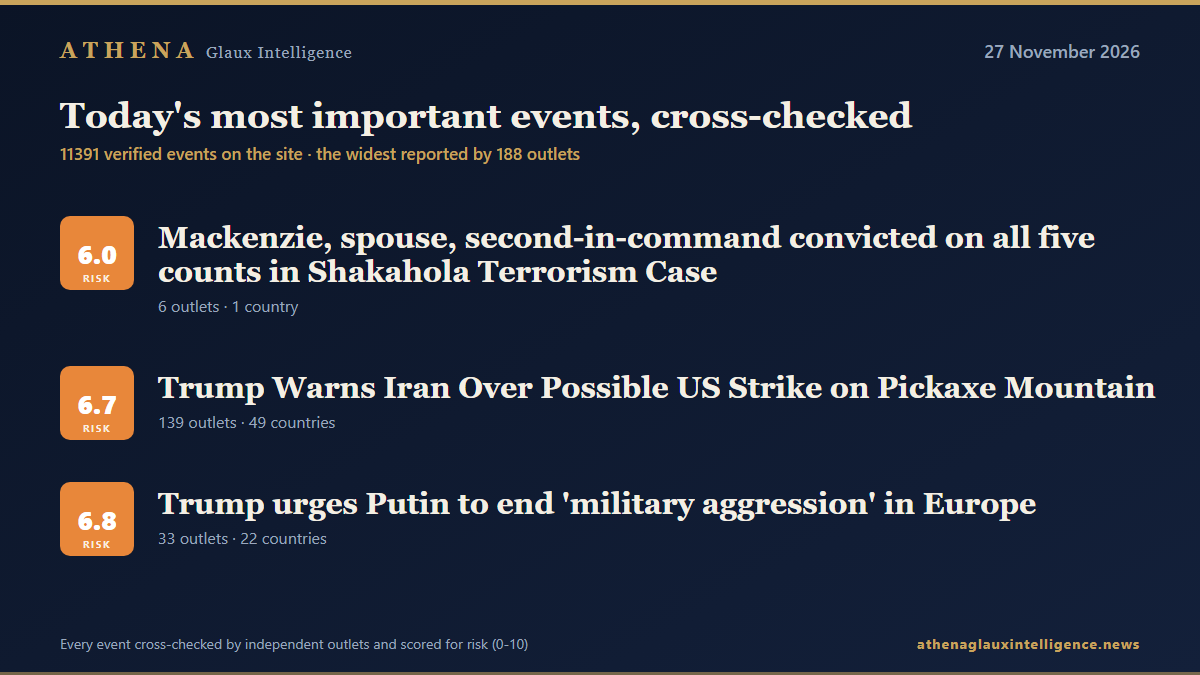 ATHENA Glaux Intelligence
27 November 2026
Today's most important events, cross-checked
11391 verified events on the site · the widest reported by 188 outlets
6.0
RISK
Mackenzie, spouse, second-in-command convicted on all five
counts in Shakahola Terrorism Case
6 outlets · 1 country
6.7
RISK
Trump Warns Iran Over Possible US Strike on Pickaxe Mountain
139 outlets · 49 countries
6.8
RISK
Trump urges Putin to end 'military aggression' in Europe
33 outlets · 22 countries
Every event cross-checked by independent outlets and scored for risk (0-10)
athenaglauxintelligence.news